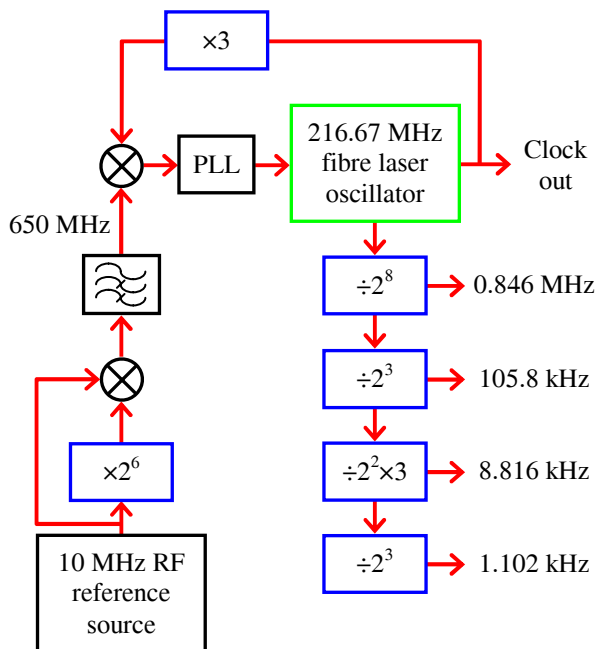 ×3
216.67 MHz
fibre laser
oscillator
PLL
Clock
out
650 MHz
÷2⁸
0.846 MHz
÷2³
105.8 kHz
×2⁶
÷2²×3
8.816 kHz
10 MHz RF
reference
source
÷2³
1.102 kHz